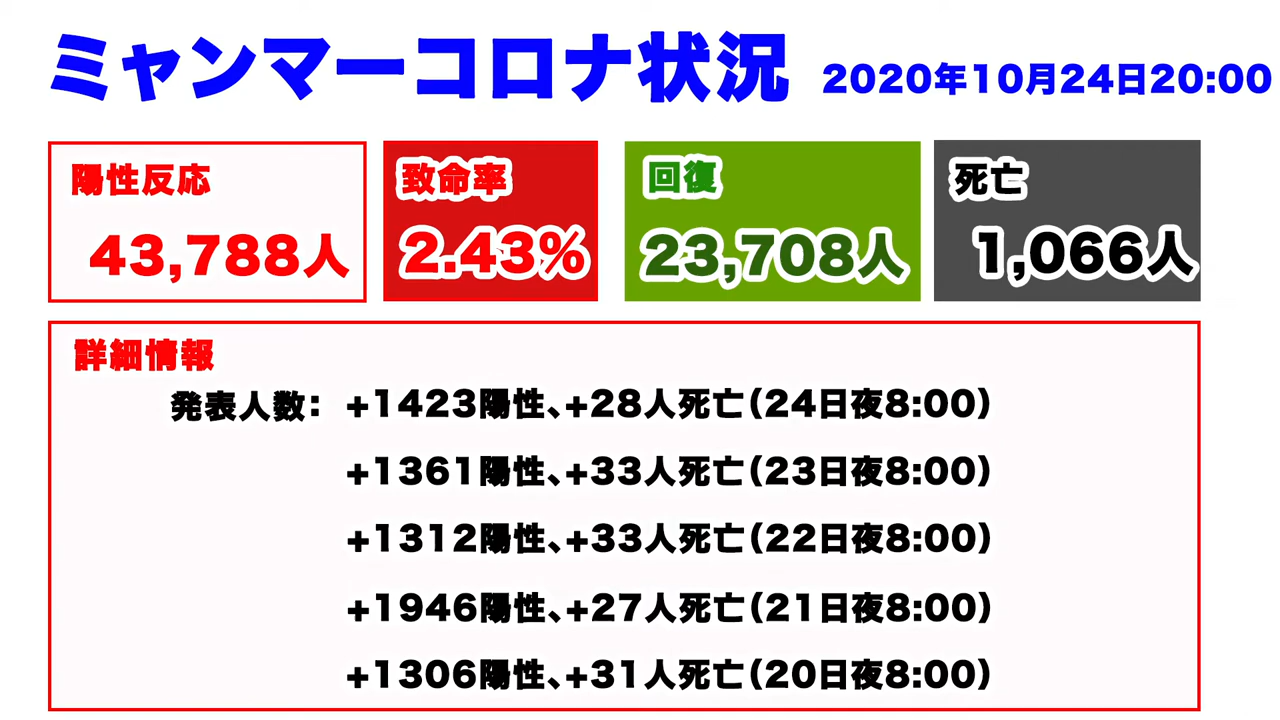 ミャンマーコロナ状況 2020年10月24日20:00
陽性反応 致命率 回復 死亡
43,788人 2.43% 23,708人 1,066人
詳細情報
発表人数: +1423陽性、+28人死亡(24日夜8:00)
+1361陽性、+33人死亡(23日夜8:00)
+1312陽性、+33人死亡(22日夜8:00)
+1946陽性、+27人死亡(21日夜8:00)
+1306陽性、+31人死亡(20日夜8:00)